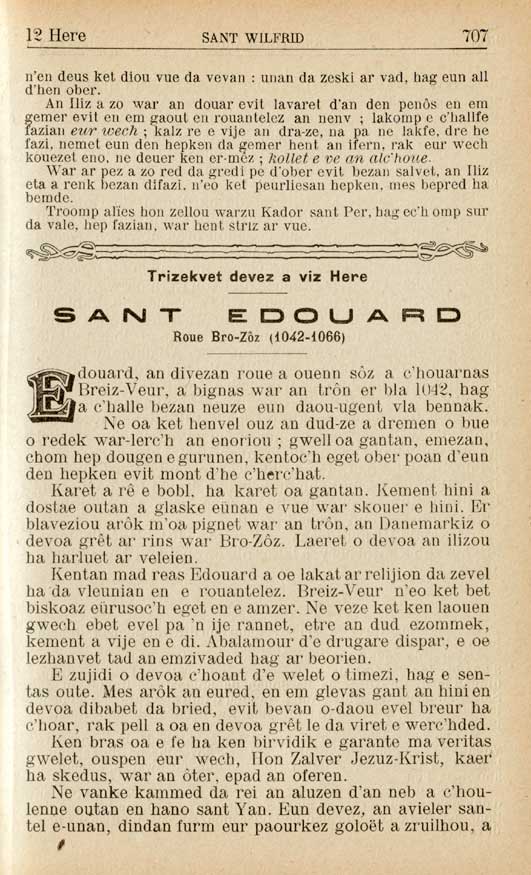 12 Here SANT WILFRID 707
n'en deus ket diou vue da vevan : unan da zeski ar vad, hag eun all
d'hen ober.
An Iliz a zo war an douar evit lavaret d'an den penôs en em
gemer evit en em gaout en rouantelez an nenv ; lakomp e c'hallfe
fazian eur wech ; kalz re e vije an dra-ze, na pa ne lakfe, dre he
fazi, nemet eun den hepken da gemer hent an ifern, rak eur wech
kouezet eno, ne deuer ken er-mêz ; kollet e ve an alc'houe.
War ar pez a zo red da gredi pe d'ober evit bezan salvet, an Iliz
eta a renk bezan difazi, n'eo ket peurliesan hepken, mes bepred ha
bemde.
Troomp alies hon zellou warzu Kador sant Per, hag ec'h omp sur
da vale, hep fazian, war hent striz ar vue.
Trizekvet devez a viz Here
SANT EDOUARD
Roue Bro-Zôz (1042-1066)
Edouard, an divezan roue a ouenn sôz a c'houarnas
Breiz-Veur, a bignas war an trôn er bla 1042, hag
a c'halle bezan neuze eun daou-ugent vla bennak.
Ne oa ket henvel ouz an dud-ze a dremen o bue
o redek war-lerc'h an enoriou ; gwell oa gantan, emezan,
chom hep dougen e gurunen, kentoc'h eget ober poan d'eun
den hepken evit mont d'he c'herc'hat.
Karet a rê e bobl, ha karet oa gantan. Kement hini a
dostae outan a glaske eünan e vue war skouer e hini. Er
blaveziou arôk m'oa pignet war an trôn, an Danemarkiz o
devoa grêt ar rins war Bro-Zôz. Laeret o devoa an ilizou
ha harluet ar veleien.
Kentan mad reas Edouard a oe lakat ar relijion da zevel
ha da vleunian en e rouantelez. Breiz-Veur n'eo ket bet
biskoaz eürusoc'h eget en e amzer. Ne veze ket ken laouen
gwech ebet evel pa 'n ije rannet, etre an dud ezommek,
kement a vije en e di. Abalamour d'e drugare dispar, e oe
lezhanvet tad an emzivaded hag ar beorien.
E zujidi o devoa c'hoant d'e welet o timezi, hag e sen-
tas oute. Mes arôk an eured, en em glevas gant an hini en
devoa dibabet da bried, evit bevan o-daou evel breur ha
c'hoar, rak pell a oa en devoa grêt le da viret e werc'hded.
Ken bras oa e fe ha ken birvidik e garante ma veritas
gwelet, ouspen eur wech, Hon Zalver Jezuz-Krist, kaer
ha skedus, war an ôter, epad an oferen.
Ne vanke kammed da rei an aluzen d'an neb a c'hou-
lenne outan en hano sant Yan. Eun devez, an avieler san-
tel e-unan, dindan furm eur paourkez goloët a zruilhou, a